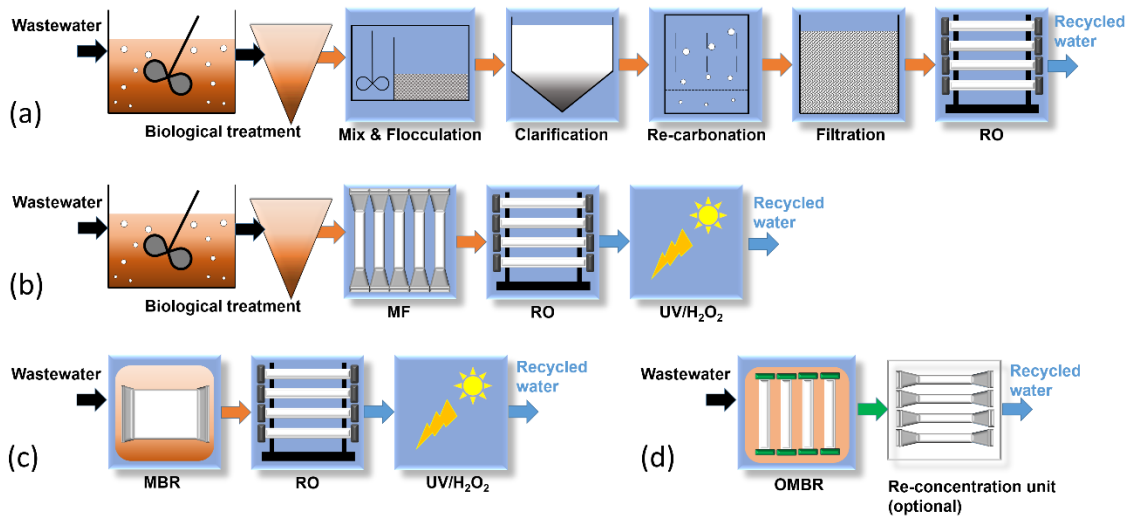 Wastewater
Recycled
water
(a)
Biological treatment
Mix & Flocculation
Clarification
Re-carbonation
Filtration
RO
Wastewater
Recycled
water
(b)
Biological treatment
MF
RO
UV/H₂O₂
Wastewater
Recycled
water
(c)
MBR
RO
UV/H₂O₂
Wastewater
Recycled
water
(d)
OMBR
Re-concentration unit
(optional)